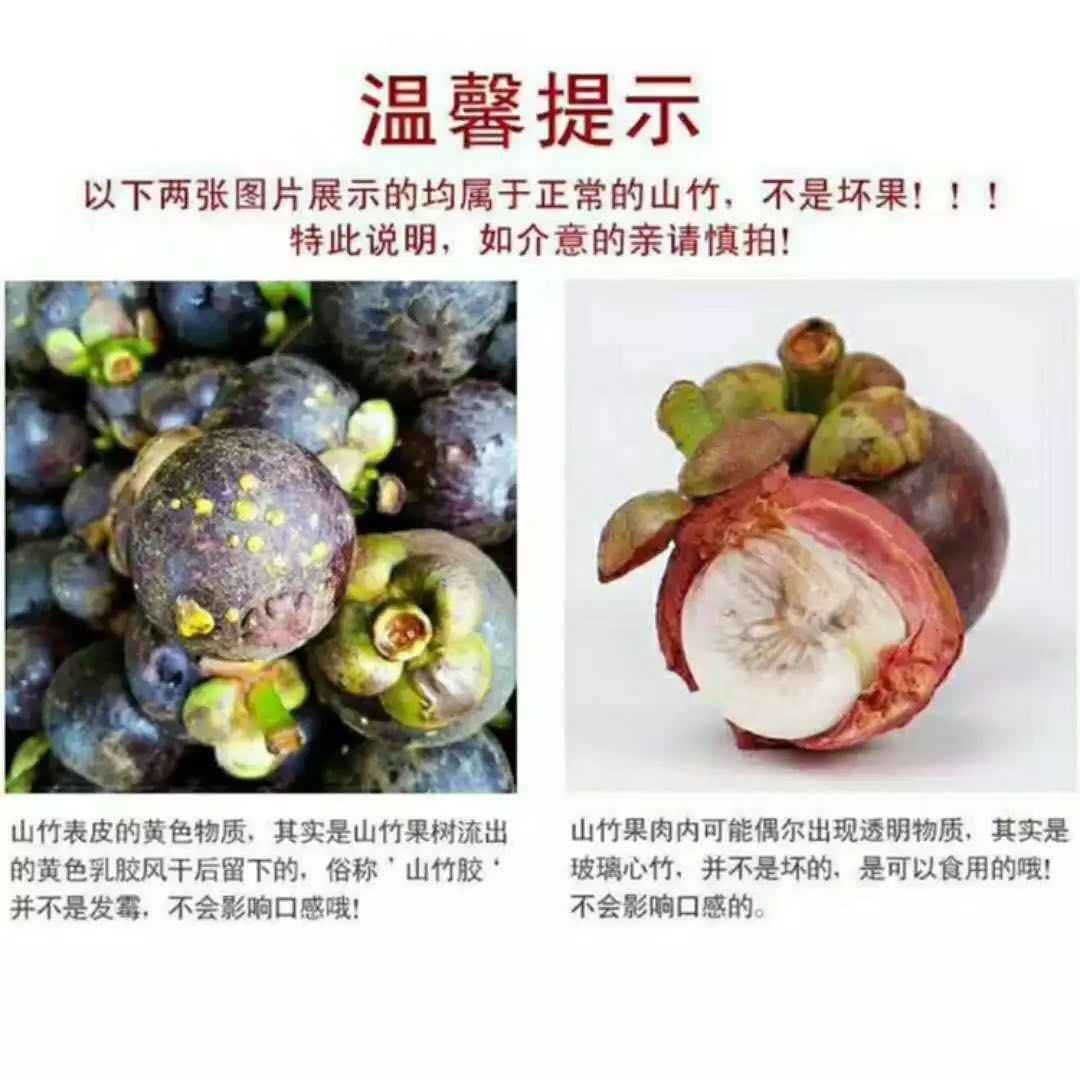 温馨提示
以下两张图片展示的均属于正常的山竹，不是坏果！！！
特此说明，如介意的亲请慎拍！
山竹表皮的黄色物质，其实是山竹果树流出
的黄色乳胶风干后留下的，俗称＇山竹胶‘
并不是发霉，不会影响口感哦！
山竹果肉内可能偶尔出现透明物质，其实是
玻璃心竹，并不是坏的，是可以食用的哦！
不会影响口感的。